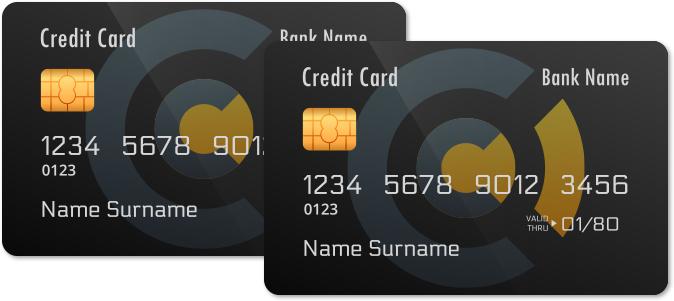 Credit Card Bank Name
1234 5678 901
0123
Name Surname
Credit Card Bank Name
1234 5678 9012 3456
0123
VALID THRU 01/80
Name Surname